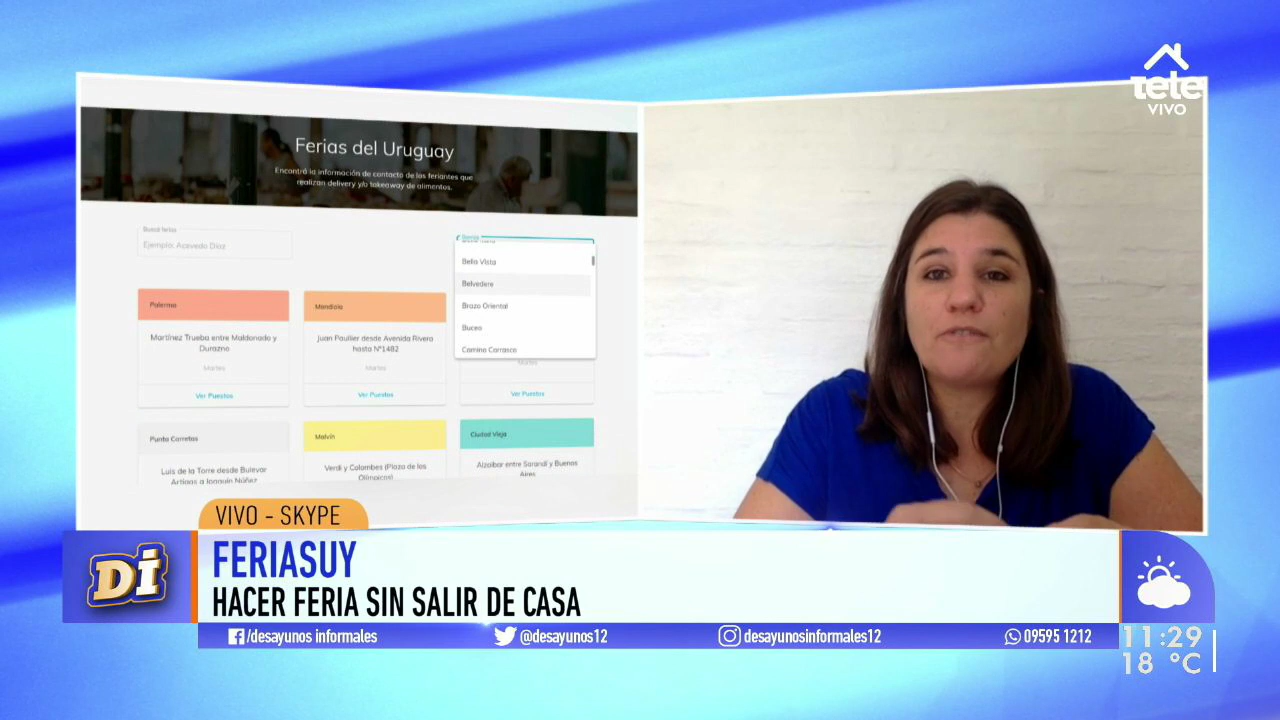 tele
VIVO
Ferias del Uruguay
Encontrá la información de contacto de los feriantes que
realizan delivery y/o takeaway de alimentos.
Buscá ferias
Ejemplo: Acevedo Díaz
Barrio
Bella Vista
Belvedere
Brazo Oriental
Buceo
Camino Carrasco
Palermo
Martínez Trueba entre Maldonado y
Durazno
Martes
Ver Puestos
Juan Paullier desde Avenida Rivera
hasta N°1482
Martes
Ver Puestos
Martes
Ver Puestos
Punta Carretas
Luis de la Torre desde Bulevar
Artigas a Joaquín Núñez
Malvín
Verdi y Colombes (Plaza de los
Olímpicos)
Ciudad Vieja
Alzaibar entre Sarandí y Buenos
Aires
VIVO - SKYPE
Di
FERIASUY
HACER FERIA SIN SALIR DE CASA
/desayunos informales
@desayunos12
desayunosinformales12
09595 1212
11:29
18 °C